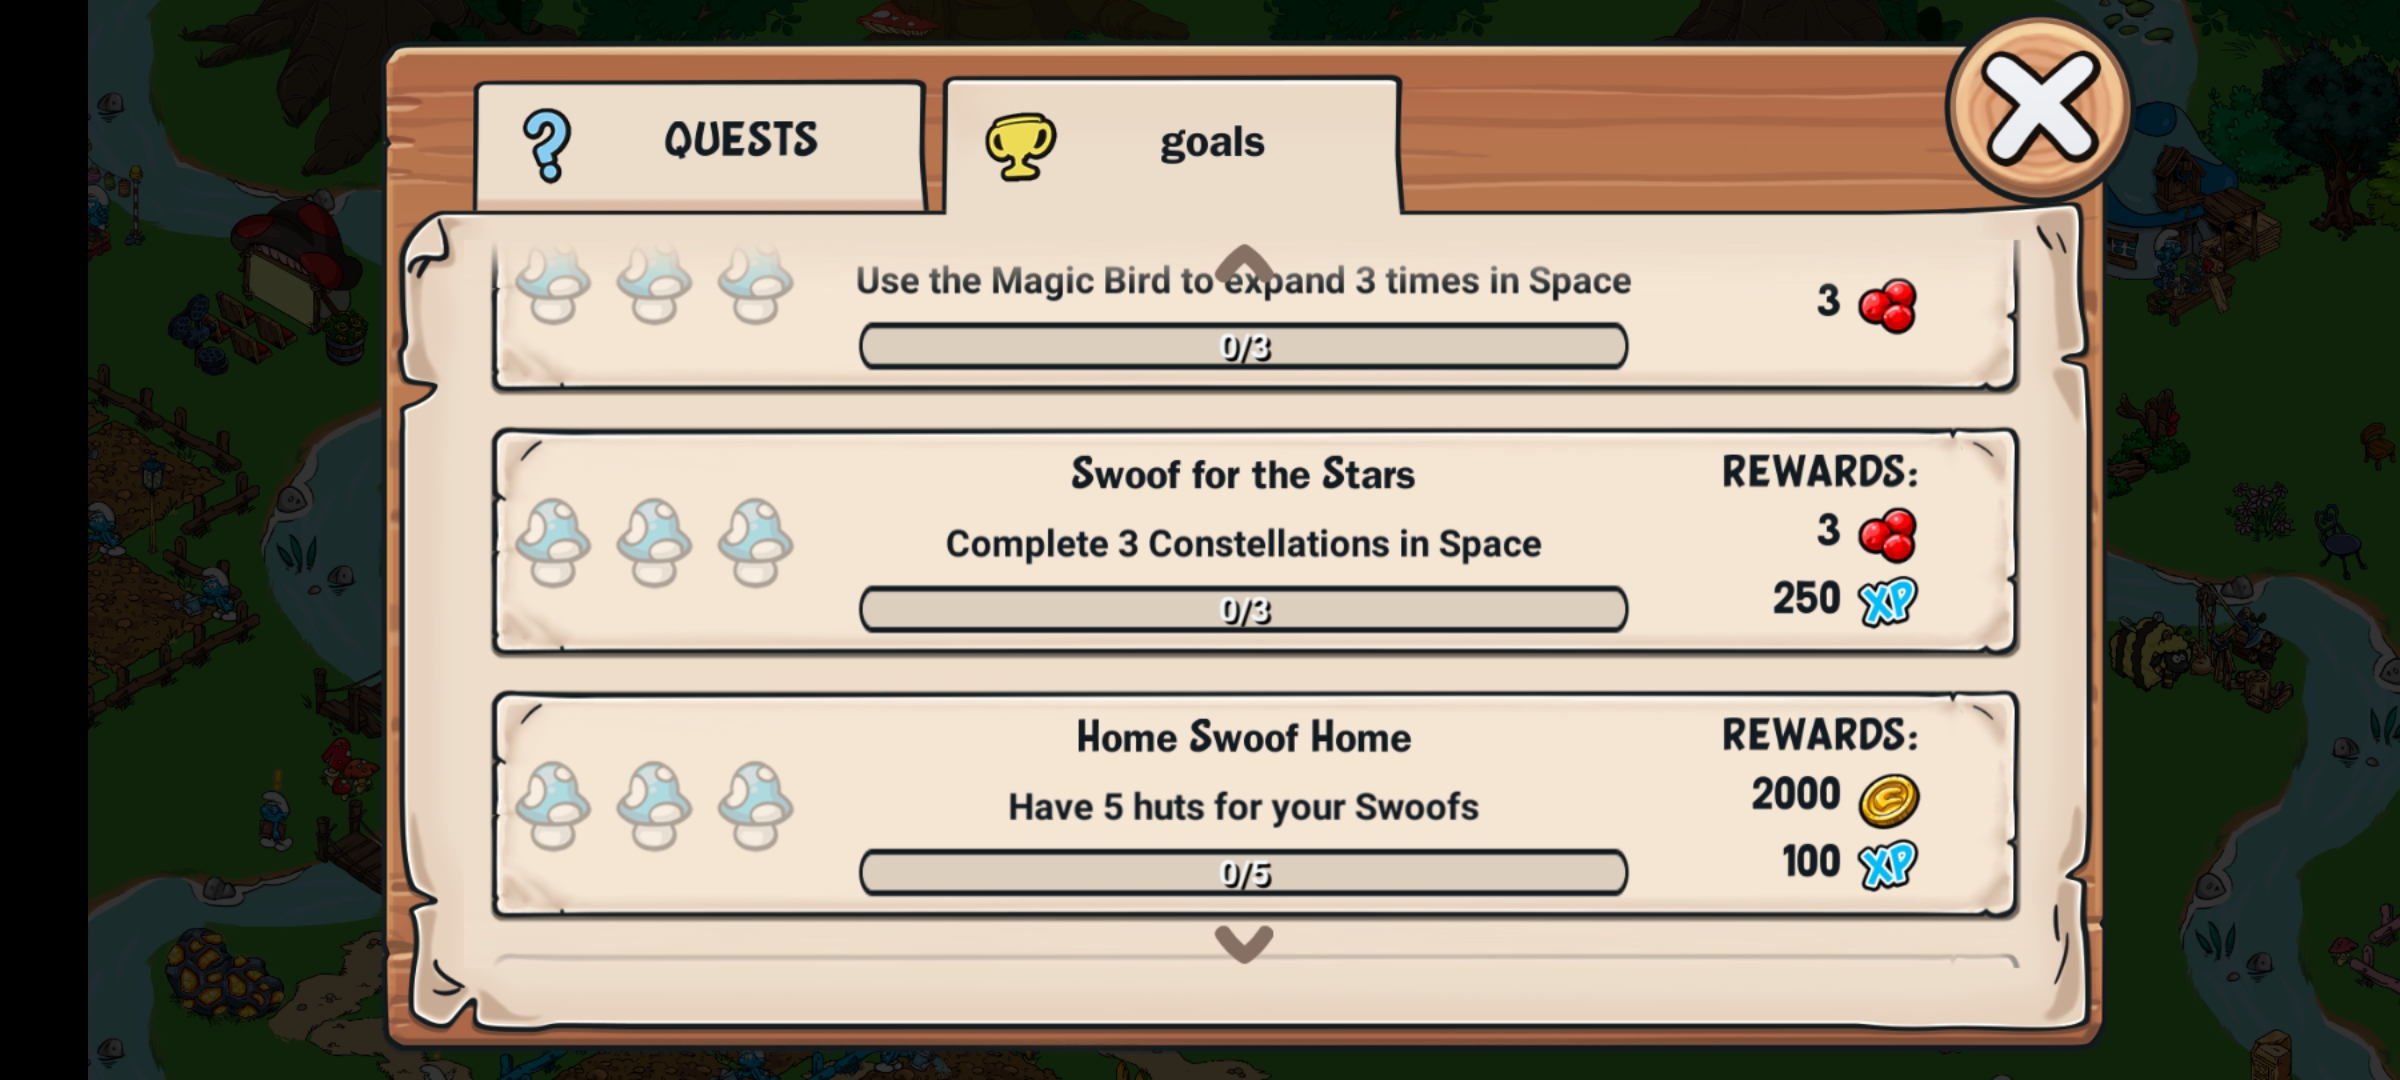 QUESTS
goals
Use the Magic Bird to expand 3 times in Space
3
0/3
Swoof for the Stars
REWARDS:
Complete 3 Constellations in Space
3
0/3
250 XP
Home Swoof Home
REWARDS:
Have 5 huts for your Swoofs
2000
0/5
100 XP